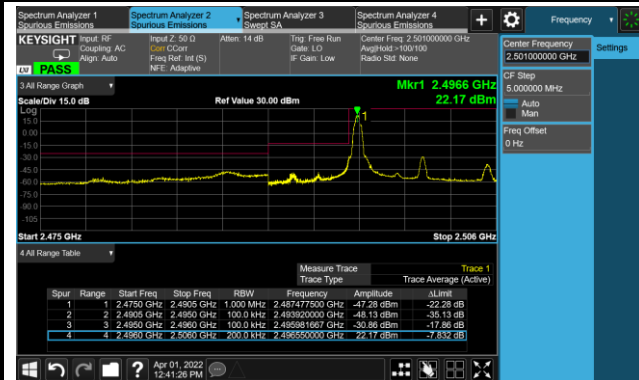 Spectrum Analyzer 1
Spurious Emissions
Spectrum Analyzer 2
Spurious Emissions
Spectrum Analyzer 3
Swept SA
Spectrum Analyzer 4
Spurious Emissions
+
Frequency
KEYSIGHT
Input: RF
Coupling: AC
Align: Auto
Input Z: 50 Ω
Corr CCorr
Freq Ref: Int (S)
NFE: Adaptive
Atten: 14 dB
Trig: Free Run
Gate: LO
IF Gain: Low
Center Freq: 2.501000000 GHz
Avg|Hold:>100/100
Radio Std: None
LXI PASS
Center Frequency
2.501000000 GHz
Settings
CF Step
5.000000 MHz
Auto
Man
Freq Offset
0 Hz
3 All Range Graph
Mkr1 2.4966 GHz
22.17 dBm
Scale/Div 15.0 dB
Ref Value 30.00 dBm
Log
15.0
0.00
-15.0
-30.0
-45.0
-60.0
-75.0
-90.0
-105
1
Start 2.475 GHz
Stop 2.506 GHz
4 All Range Table
Measure Trace Trace 1
Trace Type Trace Average (Active)
Spur Range Start Freq Stop Freq RBW Frequency Amplitude ΔLimit
1 1 2.4750 GHz 2.4905 GHz 1.000 MHz 2.487477500 GHz -47.28 dBm -22.28 dB
2 2 2.4905 GHz 2.4950 GHz 100.0 kHz 2.493920000 GHz -48.13 dBm -35.13 dB
3 3 2.4950 GHz 2.4960 GHz 100.0 kHz 2.495981667 GHz -30.86 dBm -17.86 dB
4 4 2.4960 GHz 2.5060 GHz 200.0 kHz 2.496550000 GHz 22.17 dBm -7.832 dB
?
Apr 01, 2022
12:41:26 PM